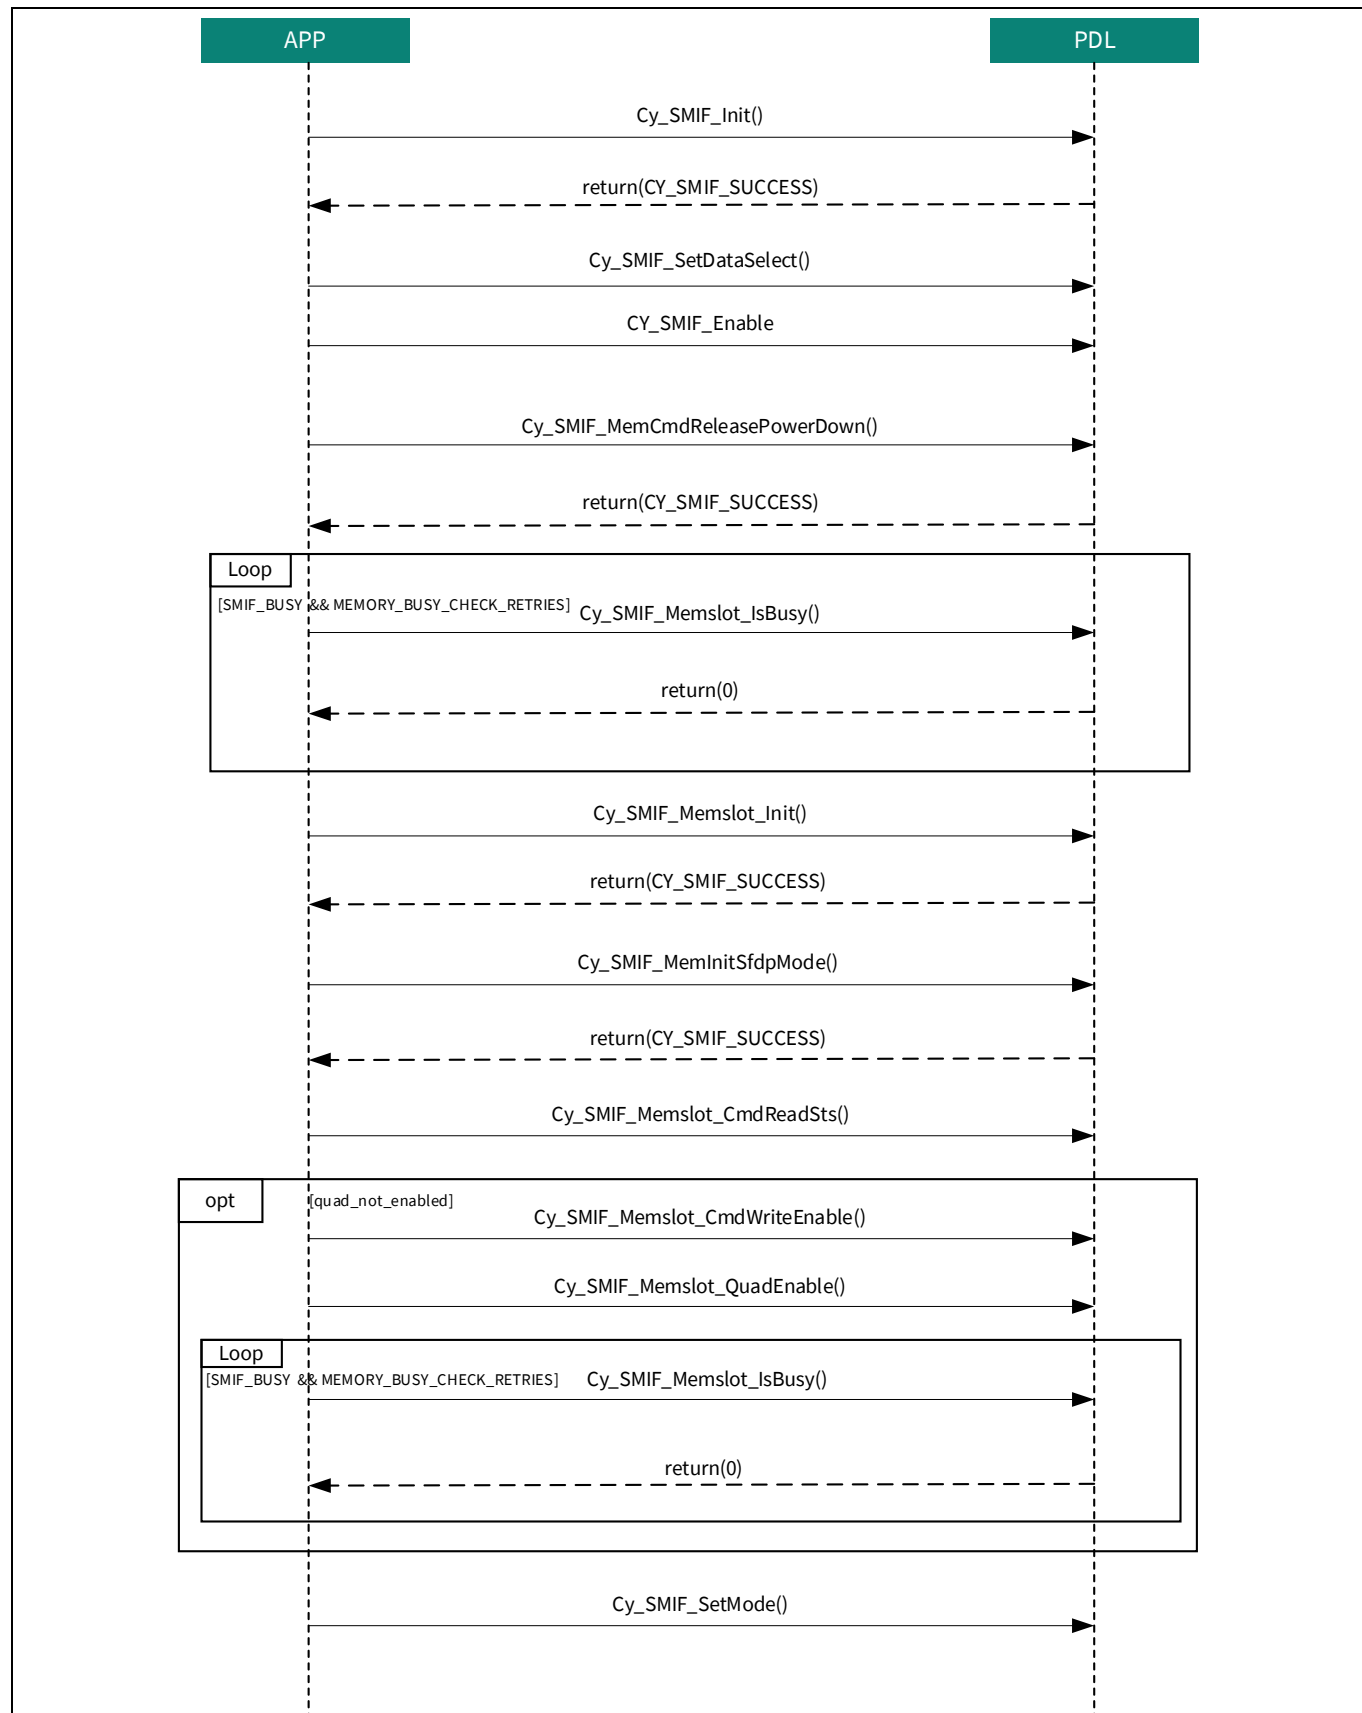 APP
PDL
Cy_SMIF_Init()
return(CY_SMIF_SUCCESS)
Cy_SMIF_SetDataSelect()
CY_SMIF_Enable
Cy_SMIF_MemCmdReleasePowerDown()
return(CY_SMIF_SUCCESS)
Loop
[SMIF_BUSY && MEMORY_BUSY_CHECK_RETRIES]
Cy_SMIF_Memslot_IsBusy()
return(0)
Cy_SMIF_Memslot_Init()
return(CY_SMIF_SUCCESS)
Cy_SMIF_MemInitSfdpMode()
return(CY_SMIF_SUCCESS)
Cy_SMIF_Memslot_CmdReadSts()
opt
[quad_not_enabled]
Cy_SMIF_Memslot_CmdWriteEnable()
Cy_SMIF_Memslot_QuadEnable()
Loop
[SMIF_BUSY && MEMORY_BUSY_CHECK_RETRIES]
Cy_SMIF_Memslot_IsBusy()
return(0)
Cy_SMIF_SetMode()